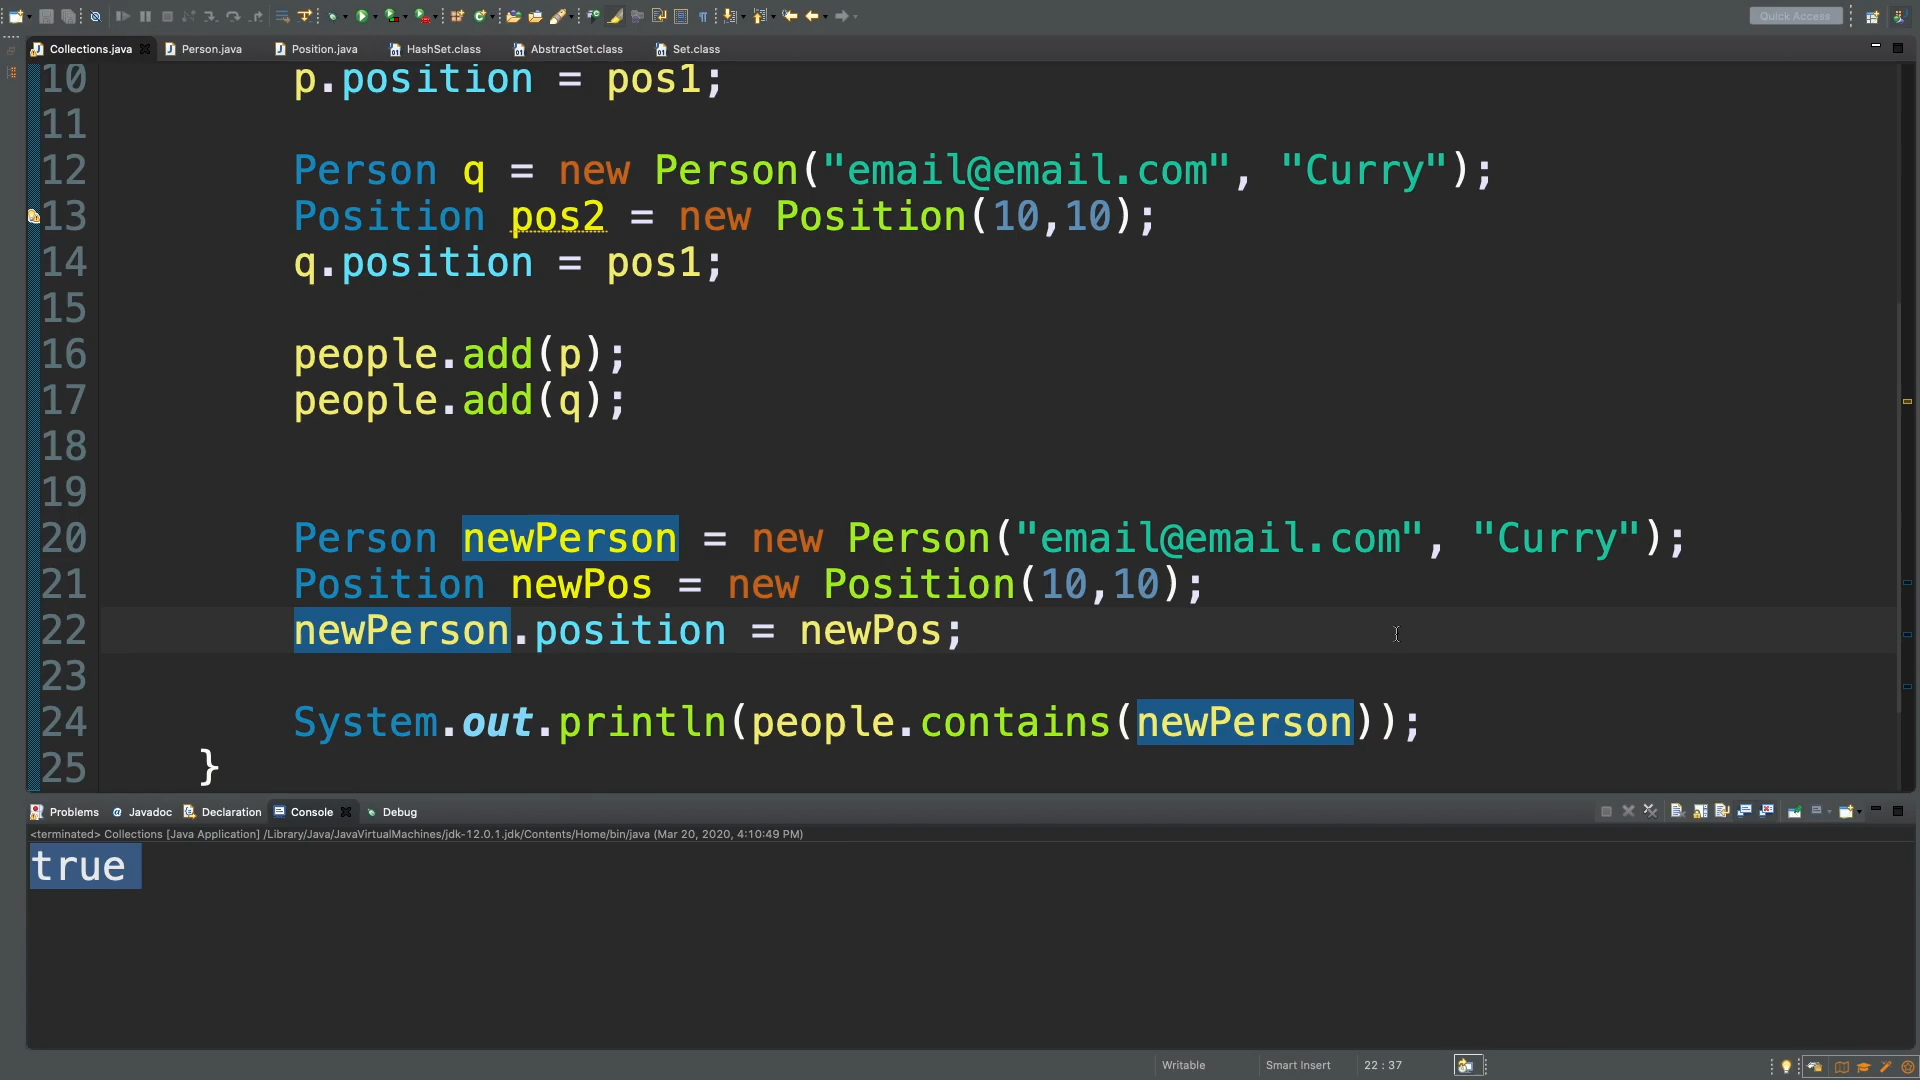 Quick Access
Collections.java
Person.java
Position.java
HashSet.class
AbstractSet.class
Set.class
10 p.position = pos1;
11
12 Person q = new Person("email@email.com", "Curry");
13 Position pos2 = new Position(10,10);
14 q.position = pos1;
15
16 people.add(p);
17 people.add(q);
18
19
20 Person newPerson = new Person("email@email.com", "Curry");
21 Position newPos = new Position(10,10);
22 newPerson.position = newPos;
23
24 System.out.println(people.contains(newPerson));
25 }
Problems
Javadoc
Declaration
Console
Debug
<terminated> Collections [Java Application] /Library/Java/JavaVirtualMachines/jdk-12.0.1.jdk/Contents/Home/bin/java (Mar 20, 2020, 4:10:49 PM)
true
Writable
Smart Insert
22 : 37